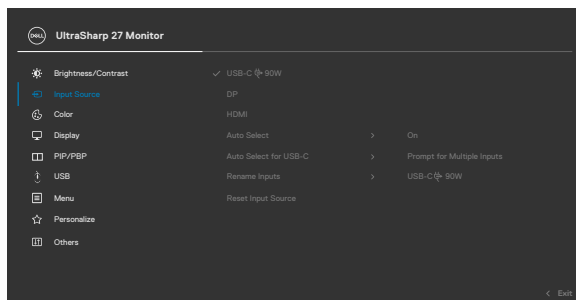 DELL UltraSharp 27 Monitor
Brightness/Contrast USB-C 90W
Input Source DP
Color HDMI
Display Auto Select > On
PIP/PBP Auto Select for USB-C > Prompt for Multiple Inputs
USB Rename Inputs > USB-C 90W
Menu Reset Input Source
Personalize
Others
< Exit